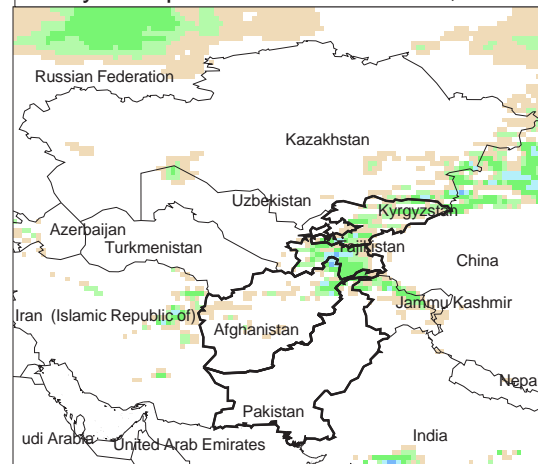 Russian Federation
Kazakhstan
Uzbekistan
Kyrgyzstan
Azerbaijan
Turkmenistan
Tajikistan
China
Jammu Kashmir
Iran (Islamic Republic of)
Afghanistan
Nepa
Pakistan
udi Arabia
United Arab Emirates
India